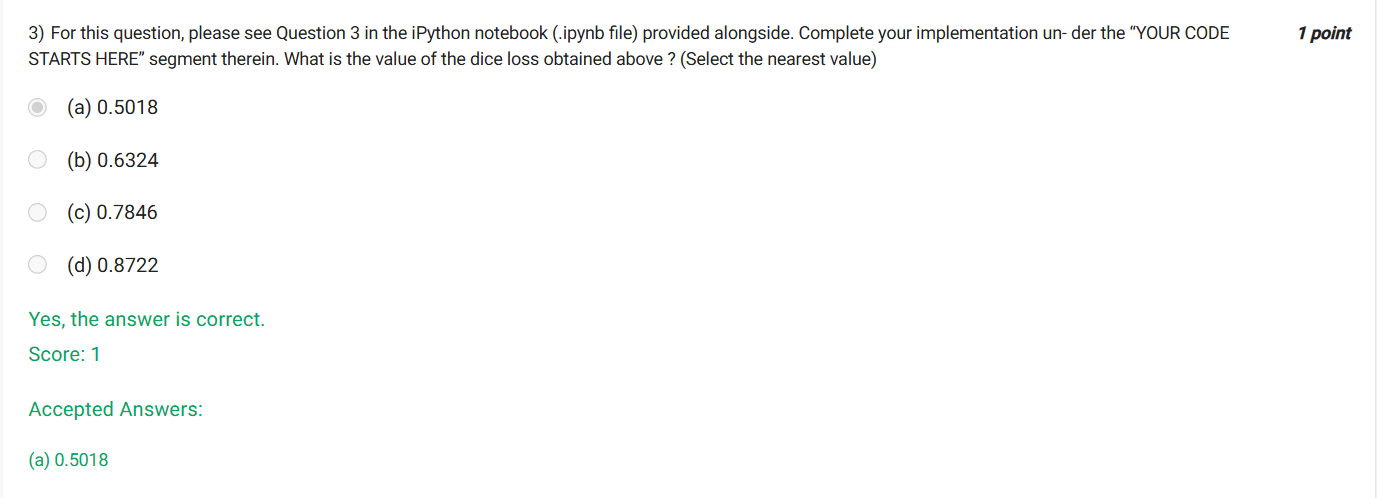 3) For this question, please see Question 3 in the iPython notebook (.ipynb file) provided alongside. Complete your implementation un- der the “YOUR CODE 1 point
STARTS HERE” segment therein. What is the value of the dice loss obtained above ? (Select the nearest value)
(a) 0.5018
(b) 0.6324
(c) 0.7846
(d) 0.8722
Yes, the answer is correct.
Score: 1
Accepted Answers:
(a) 0.5018